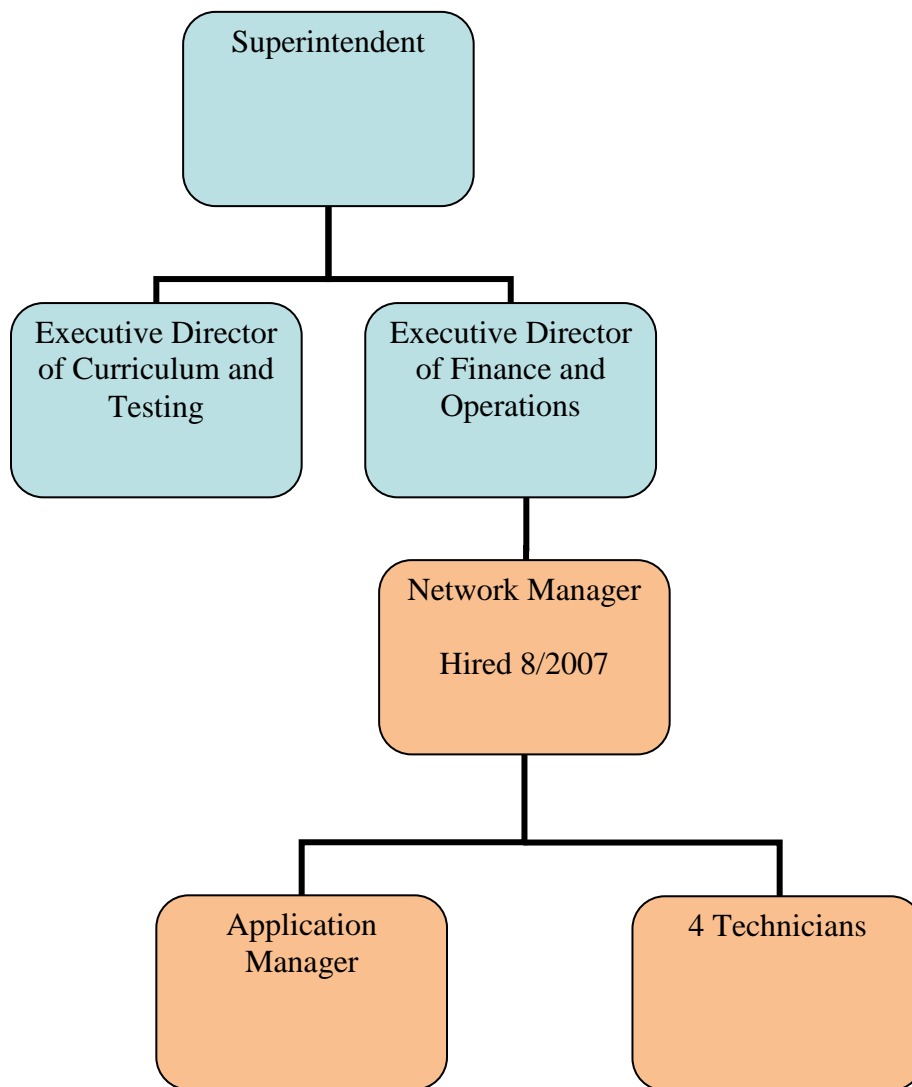 Superintendent
Executive Director
of Curriculum and
Testing
Executive Director
of Finance and
Operations
Network Manager
Hired 8/2007
Application
Manager
4 Technicians